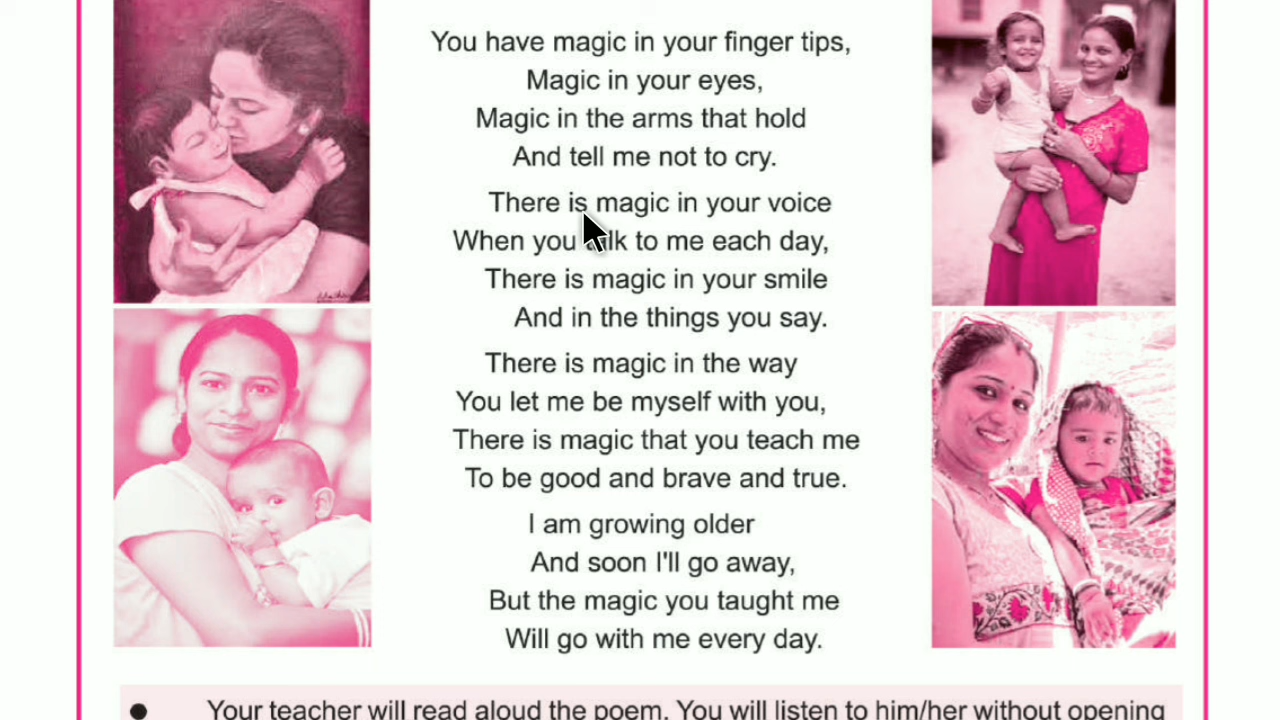 You have magic in your finger tips,
Magic in your eyes,
Magic in the arms that hold
And tell me not to cry.
There is magic in your voice
When you talk to me each day,
There is magic in your smile
And in the things you say.
There is magic in the way
You let me be myself with you,
There is magic that you teach me
To be good and brave and true.
I am growing older
And soon I'll go away,
But the magic you taught me
Will go with me every day.
● Your teacher will read aloud the poem. You will listen to him/her without opening